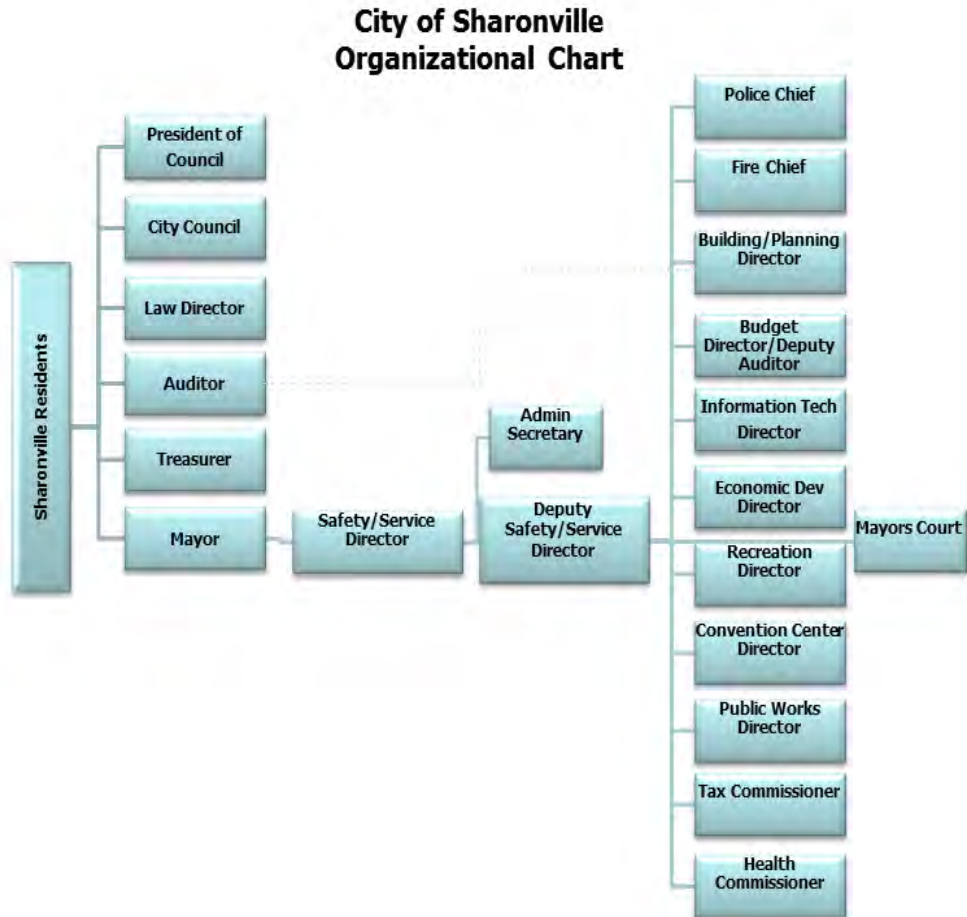 City of Sharonville
Organizational Chart
Sharonville Residents
President of
Council
City Council
Law Director
Auditor
Treasurer
Mayor
Safety/Service
Director
Admin
Secretary
Deputy
Safety/Service
Director
Police Chief
Fire Chief
Building/Planning
Director
Budget
Director/Deputy
Auditor
Information Tech
Director
Economic Dev
Director
Recreation
Director
Convention Center
Director
Public Works
Director
Tax Commissioner
Health
Commissioner
Mayors Court